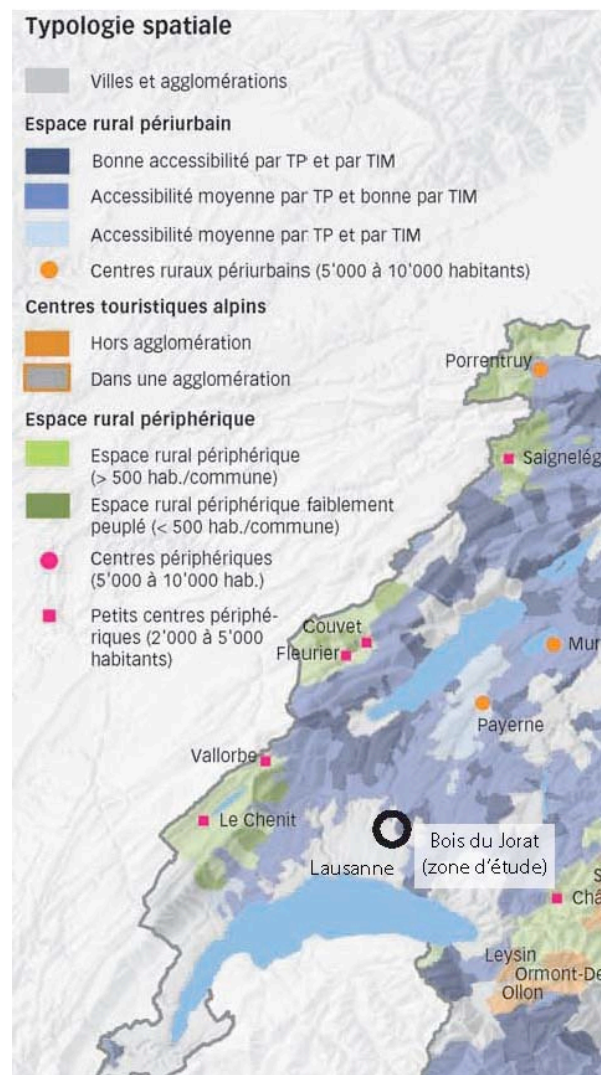 Typologie spatiale
Villes et agglomérations
Espace rural périurbain
Bonne accessibilité par TP et par TIM
Accessibilité moyenne par TP et bonne par TIM
Accessibilité moyenne par TP et par TIM
Centres ruraux périurbains (5'000 à 10'000 habitants)
Centres touristiques alpins
Hors agglomération
Dans une agglomération
Espace rural périphérique
Espace rural périphérique
(> 500 hab./commune)
Espace rural périphérique faiblement
peuplé (< 500 hab./commune)
Centres périphériques
(5'000 à 10'000 hab.)
Petits centres périphé-
riques (2'000 à 5'000
habitants)
Porrentruy
Saignelég
Couvet
Fleurier
Mur
Payerne
Vallorbe
Le Chenit
Bois du Jorat
(zone d'étude)
Lausanne
S
Châ
Leysin
Ormont-De
Ollon